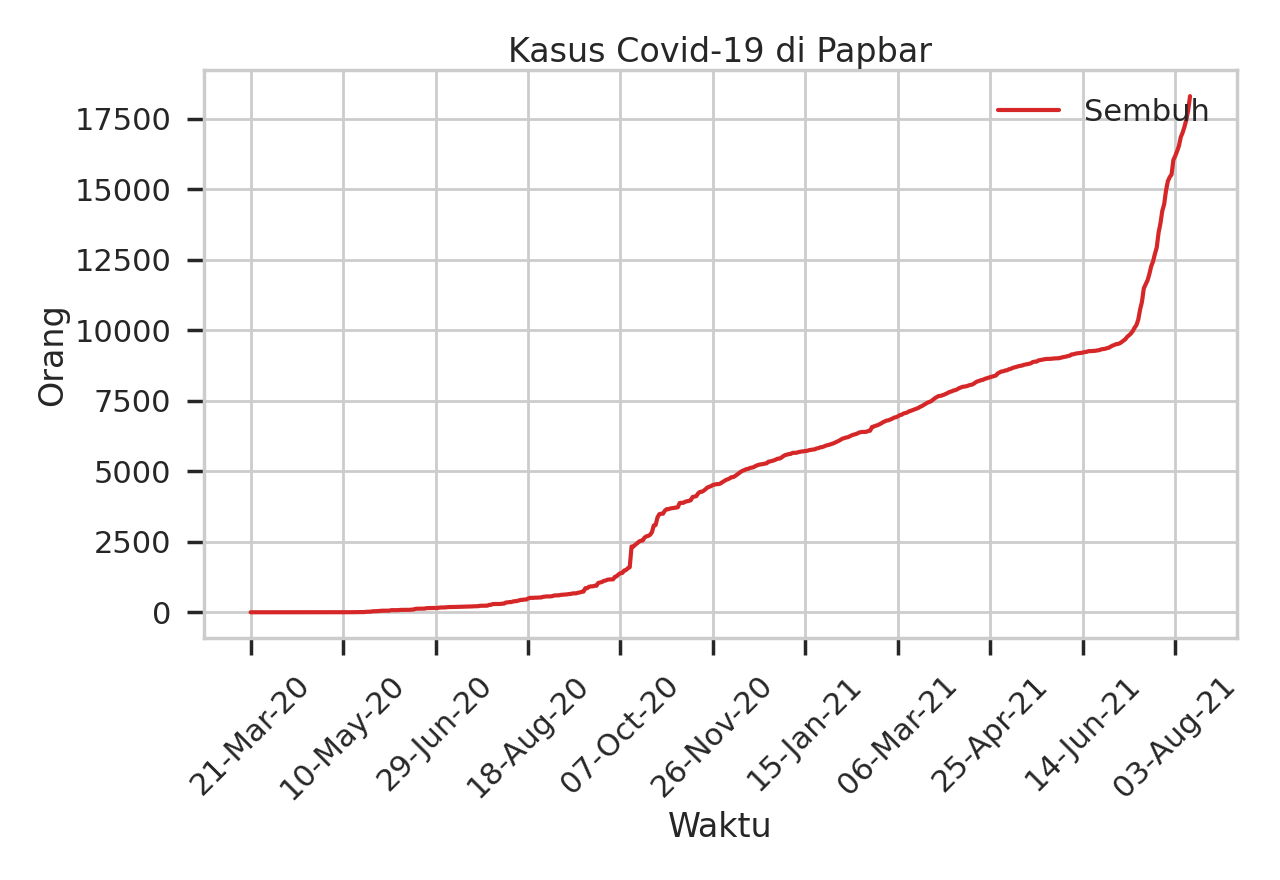 Kasus Covid-19 di Papbar
Sembuh
17500
15000
12500
10000
7500
5000
2500
0
Orang
21-Mar-20
10-May-20
29-Jun-20
18-Aug-20
07-Oct-20
26-Nov-20
15-Jan-21
06-Mar-21
25-Apr-21
14-Jun-21
03-Aug-21
Waktu